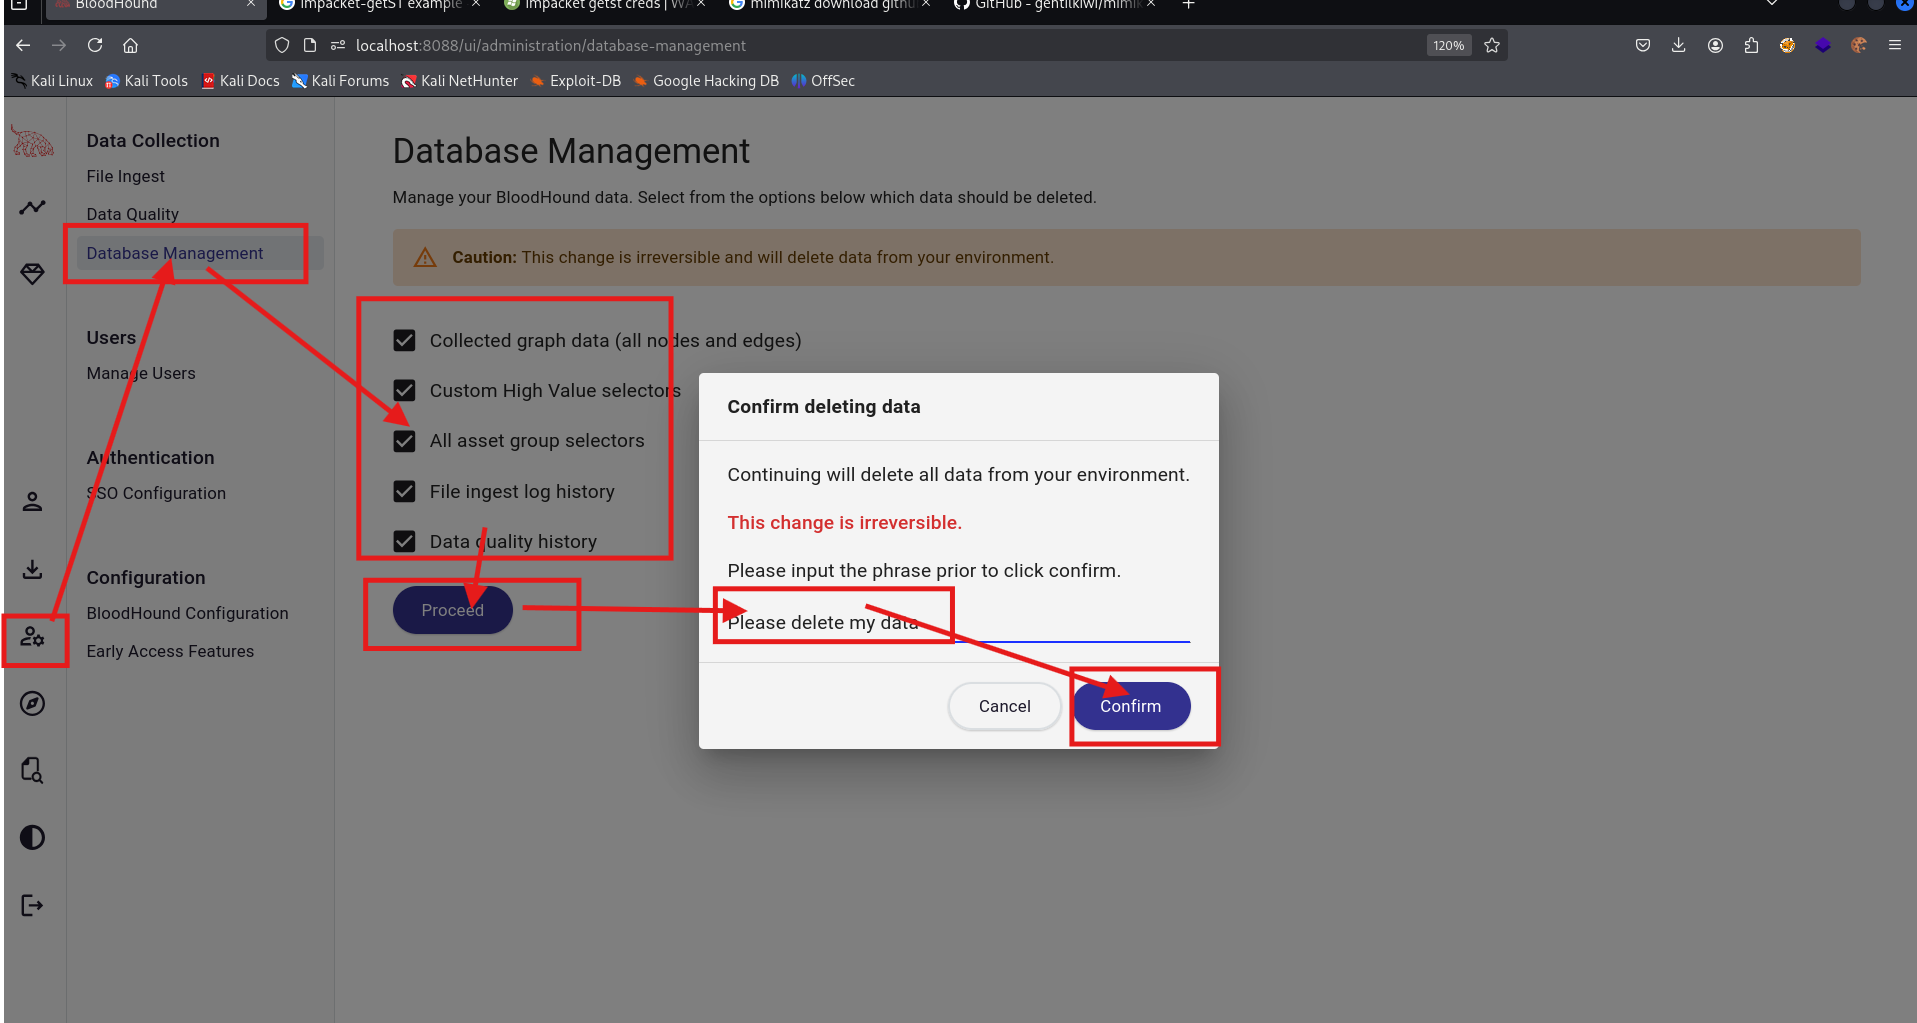 BloodHound
impacket-getST example
impacket getst creds | WA
mimikatz download githu
GitHub - gentilkiwi/mimik
localhost:8088/ui/administration/database-management
120%
Kali Linux Kali Tools Kali Docs Kali Forums Kali NetHunter Exploit-DB Google Hacking DB OffSec
Data Collection
File Ingest
Data Quality
Database Management
Users
Manage Users
Authentication
SSO Configuration
Configuration
BloodHound Configuration
Early Access Features
Database Management
Manage your BloodHound data. Select from the options below which data should be deleted.
Caution: This change is irreversible and will delete data from your environment.
Collected graph data (all nodes and edges)
Custom High Value selectors
All asset group selectors
File ingest log history
Data quality history
Proceed
Confirm deleting data
Continuing will delete all data from your environment.
This change is irreversible.
Please input the phrase prior to click confirm.
Please delete my data
Cancel
Confirm